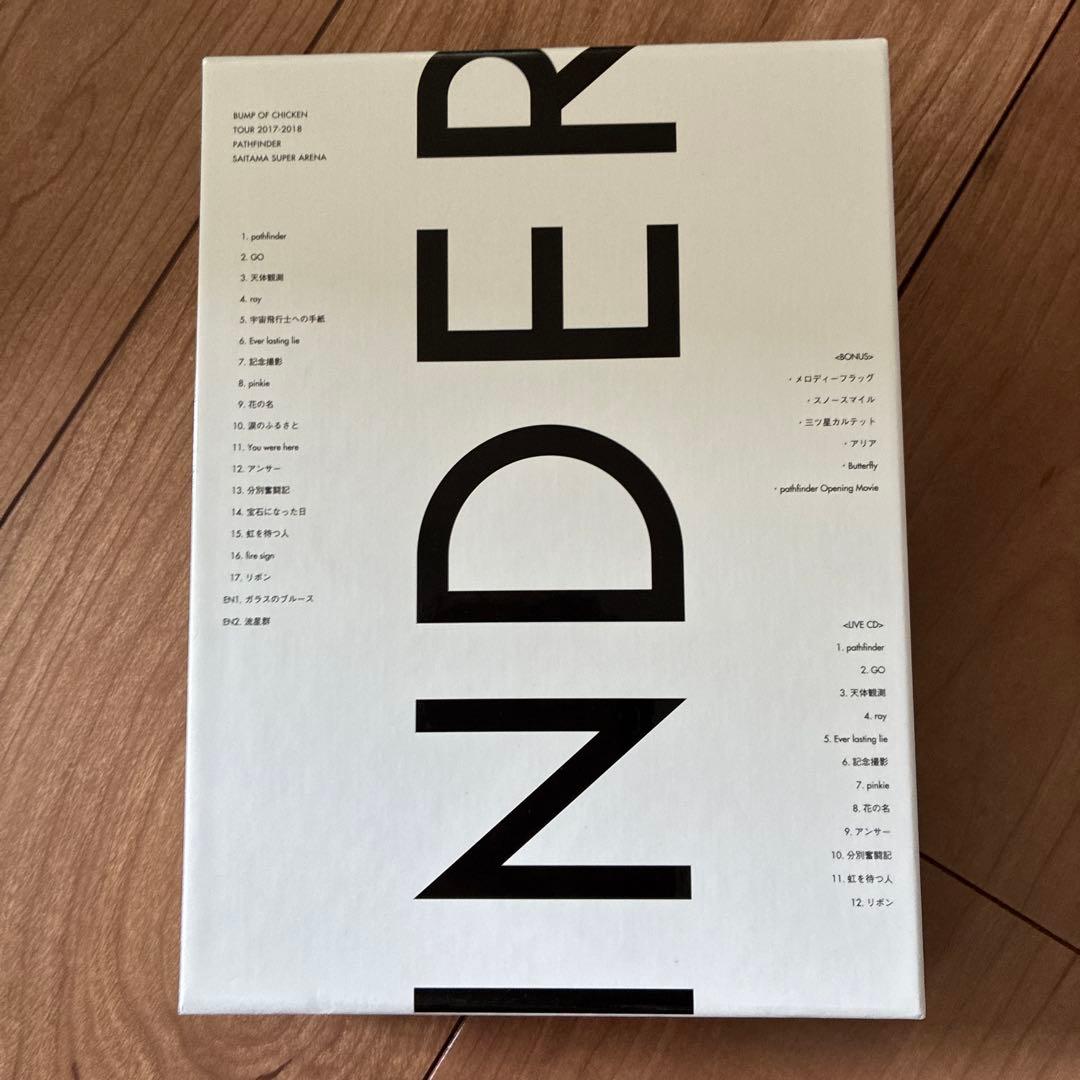 BUMP OF CHICKEN
TOUR 2017-2018
PATHFINDER
SAITAMA SUPER ARENA
1. pathfinder
2. GO
3. 天体観測
4. ray
5. 宇宙飛行士への手紙
6. Ever lasting lie
7. 記念撮影
8. pinkie
9. 花の名
10. 涙のふるさと
11. You were here
12. アンサー
13. 分別奮闘記
14. 宝石になった日
15. 虹を待つ人
16. fire sign
17. リボン
EN1. ガラスのブルース
EN2. 流星群
INDER
<BONUS>
・メロディーフラッグ
・スノースマイル
・三ツ星カルテット
・アリア
・Butterfly
・pathfinder Opening Movie
<LIVE CD>
1. pathfinder
2. GO
3. 天体観測
4. ray
5. Ever lasting lie
6. 記念撮影
7. pinkie
8. 花の名
9. アンサー
10. 分別奮闘記
11. 虹を待つ人
12. リボン